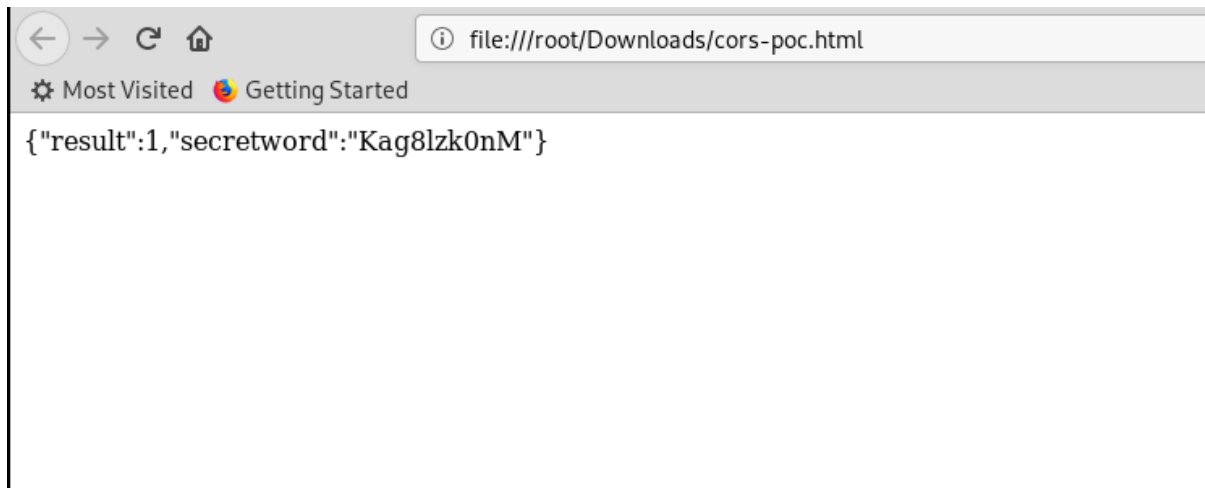 file:///root/Downloads/cors-poc.html
Most Visited Getting Started
{"result":1,"secretword":"Kag8lzk0nM"}